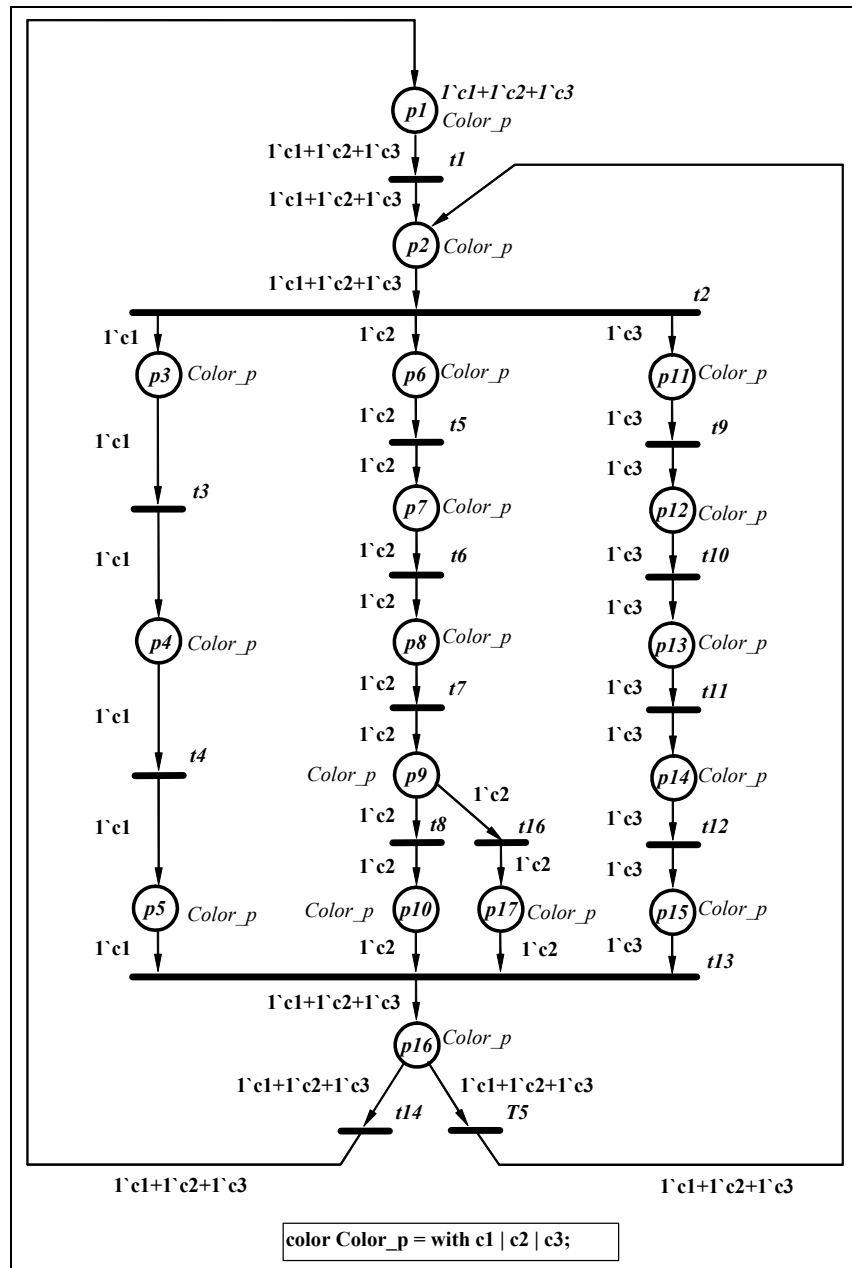 1`c1+1`c2+1`c3
p1
Color_p
1`c1+1`c2+1`c3
t1
1`c1+1`c2+1`c3
p2
Color_p
1`c1+1`c2+1`c3
t2
1`c1
1`c2
1`c3
p3
Color_p
p6
Color_p
p11
Color_p
1`c2
1`c3
1`c1
t5
t9
1`c2
1`c3
t3
p7
Color_p
p12
Color_p
1`c2
1`c3
1`c1
t6
t10
1`c2
1`c3
p4
Color_p
p8
Color_p
p13
Color_p
1`c2
1`c3
1`c1
t7
t11
1`c2
1`c3
t4
Color_p
p9
p14
Color_p
1`c2
1`c2
1`c3
1`c1
t8
t16
t12
1`c2
1`c2
1`c3
p5
Color_p
Color_p
p10
p17
Color_p
p15
Color_p
1`c1
1`c2
1`c2
1`c3
t13
1`c1+1`c2+1`c3
p16
Color_p
1`c1+1`c2+1`c3
1`c1+1`c2+1`c3
t14
T5
1`c1+1`c2+1`c3
1`c1+1`c2+1`c3
color Color_p = with c1 | c2 | c3;